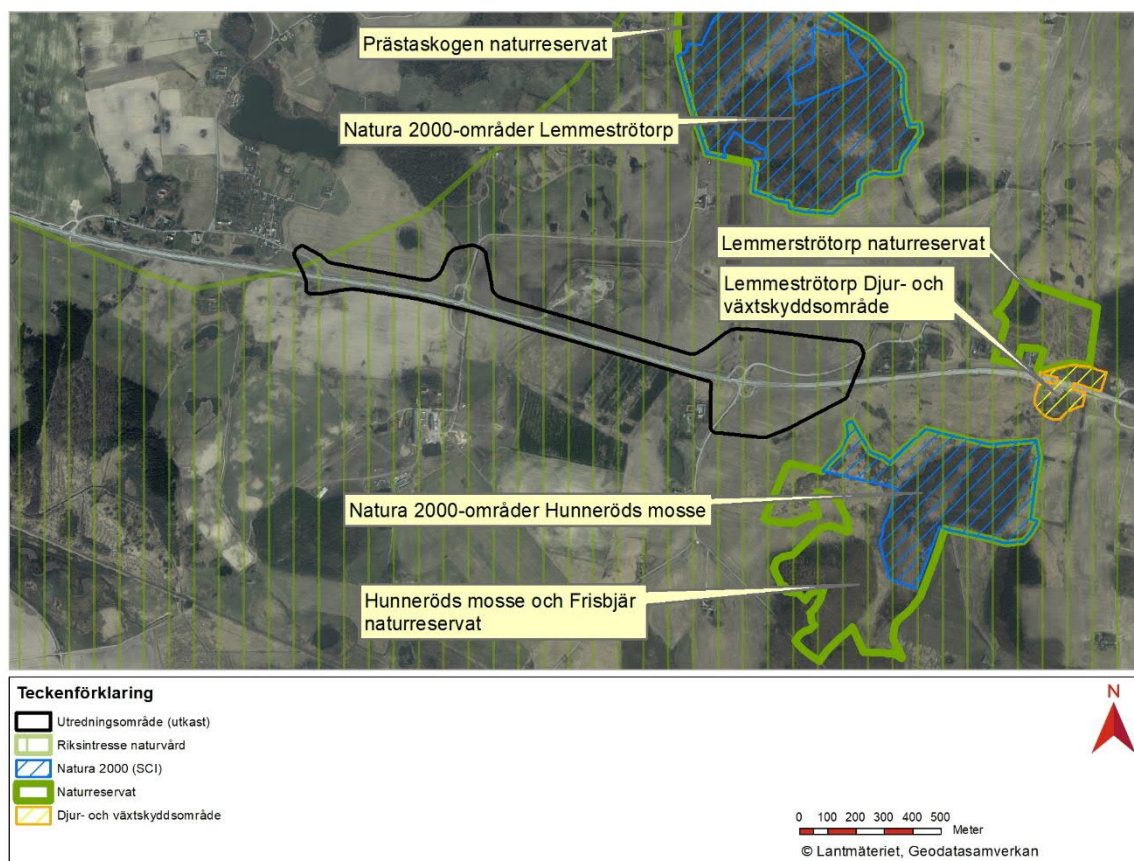 Prästaskogen naturreservat
Natura 2000-områder Lemmeströtorp
Lemmerströtorp naturreservat
Lemmeströtorp Djur- och
växtskyddsområde
Natura 2000-områder Hunneröds mosse
Hunneröds mosse och Frisbjär
naturreservat
Teckenförklaring
Utredningsområde (utkast)
Riksintresse naturvård
Natura 2000 (SCI)
Naturreservat
Djur- och växtskyddsområde
N
0 100 200 300 400 500
Meter
© Lantmäteriet, Geodatasamverkan